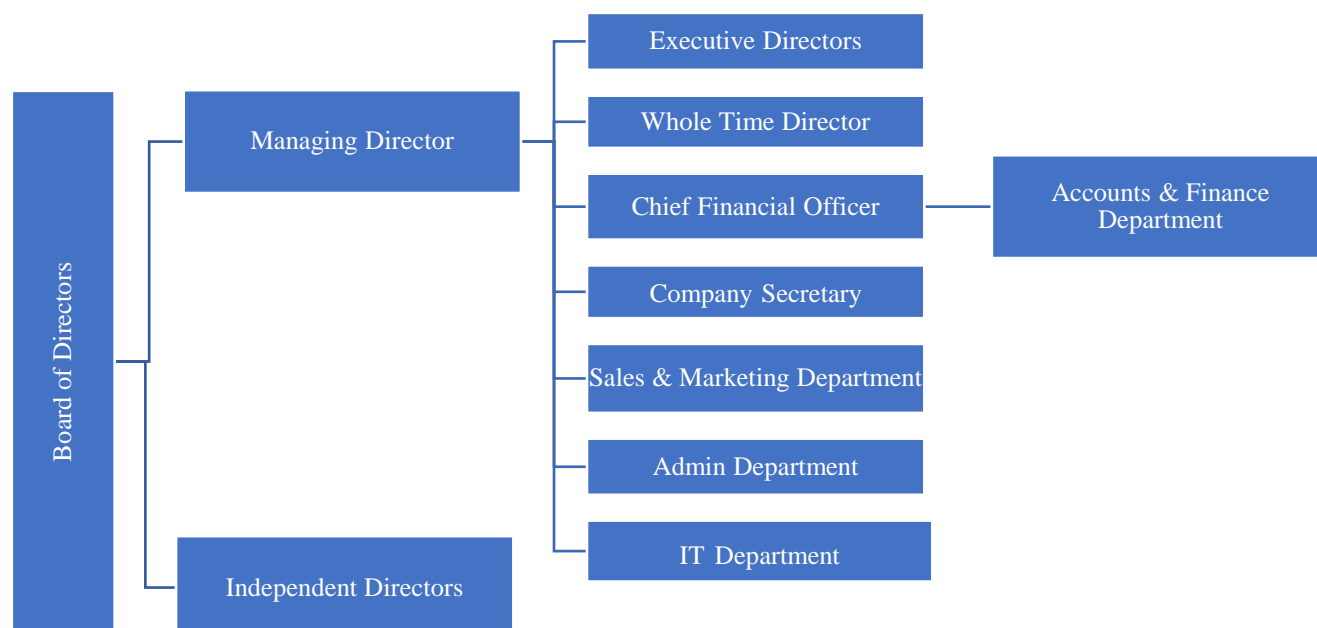 Board of Directors
Managing Director
Independent Directors
Executive Directors
Whole Time Director
Chief Financial Officer
Company Secretary
Sales & Marketing Department
Admin Department
IT Department
Accounts & Finance
Department